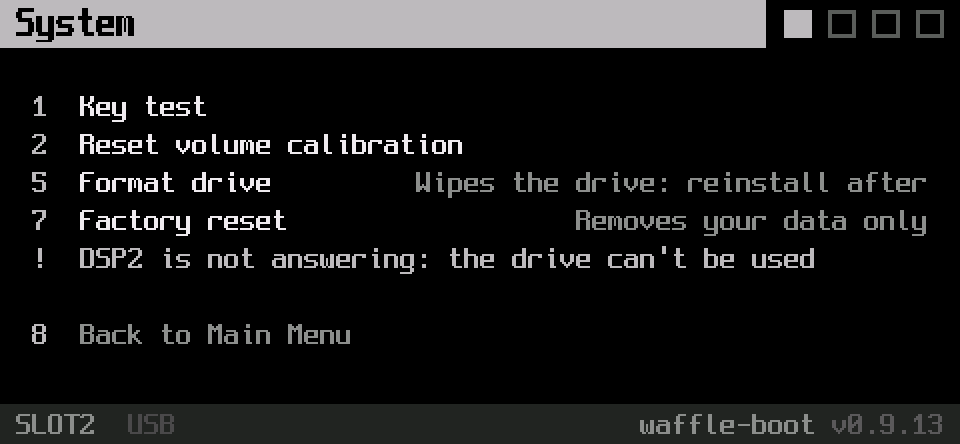 System
1 Key test
2 Reset volume calibration
5 Format drive Wipes the drive: reinstall after
7 Factory reset Removes your data only
! DSP2 is not answering: the drive can't be used
8 Back to Main Menu
SLOT2 USB waffle-boot v0.9.13